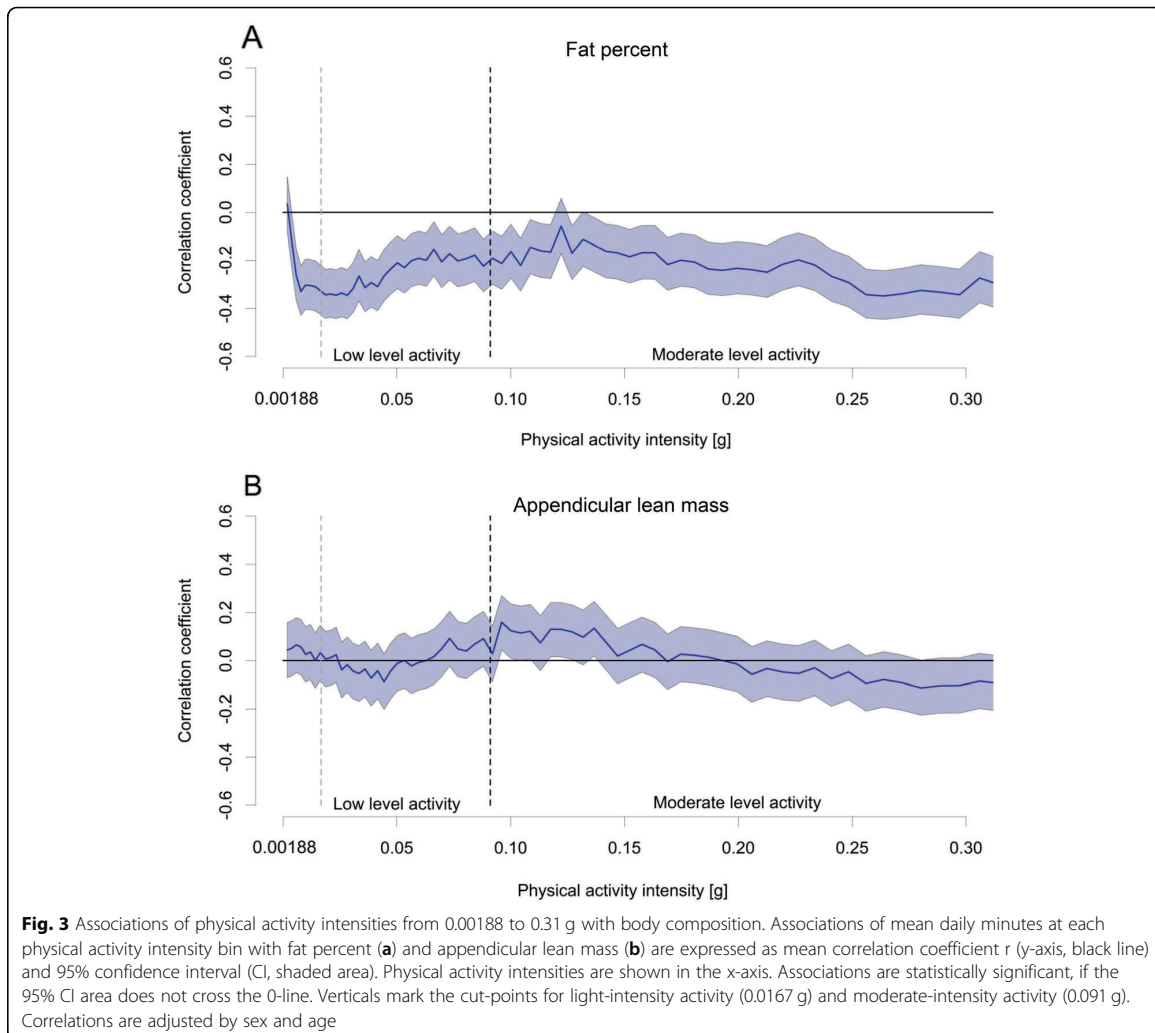 A
Fat percent
0.6
0.4
0.2
0.0
-0.2
-0.4
-0.6
Correlation coefficient
Low level activity
Moderate level activity
0.00188
0.05
0.10
0.15
0.20
0.25
0.30
Physical activity intensity [g]
B
Appendicular lean mass
0.6
0.4
0.2
0.0
-0.2
-0.4
-0.6
Correlation coefficient
Low level activity
Moderate level activity
0.00188
0.05
0.10
0.15
0.20
0.25
0.30
Physical activity intensity [g]
Fig. 3 Associations of physical activity intensities from 0.00188 to 0.31 g with body composition. Associations of mean daily minutes at each
physical activity intensity bin with fat percent (a) and appendicular lean mass (b) are expressed as mean correlation coefficient r (y-axis, black line)
and 95% confidence interval (CI, shaded area). Physical activity intensities are shown in the x-axis. Associations are statistically significant, if the
95% CI area does not cross the 0-line. Verticals mark the cut-points for light-intensity activity (0.0167 g) and moderate-intensity activity (0.091 g).
Correlations are adjusted by sex and age